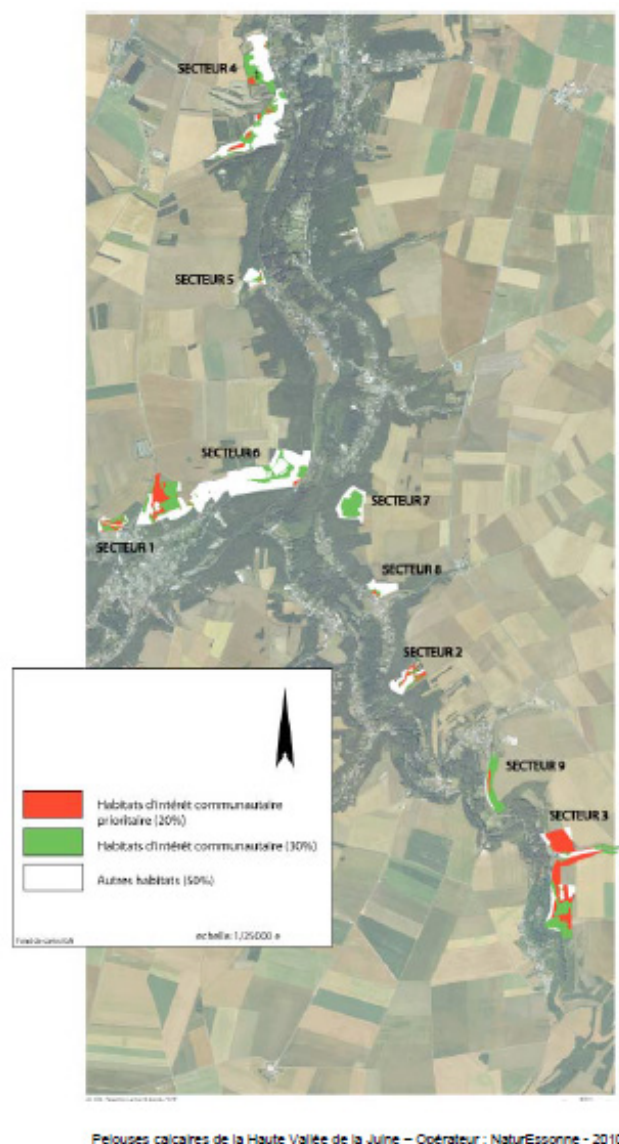 SECTEUR 4
SECTEUR 5
SECTEUR 6
SECTEUR 7
SECTEUR 1
SECTEUR 8
SECTEUR 2
SECTEUR 9
SECTEUR 3
Habitats d'intérêt communautaire
prioritaire (20%)
Habitats d'intérêt communautaire (30%)
Autres habitats (50%)
echelle: 1/25000 e
Pelouses calcaires de la Haute Vallée de la Juine – Opérateur : NaturEssonne - 2010